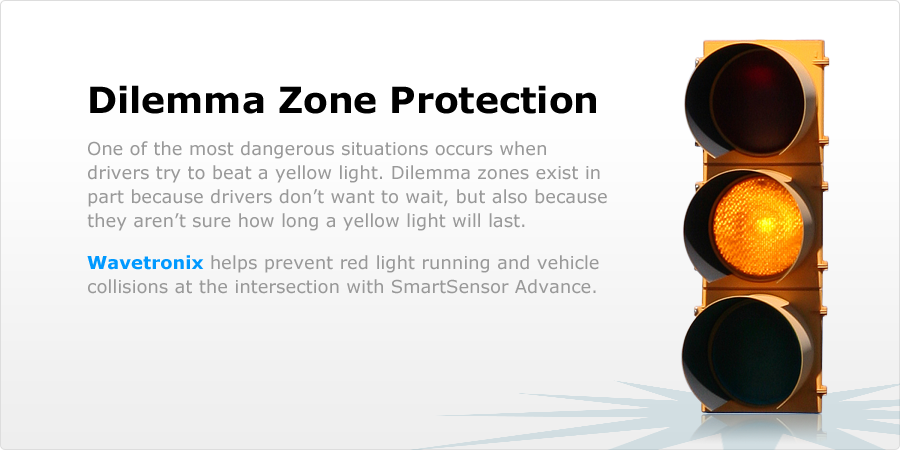 Dilemma Zone Protection
One of the most dangerous situations occurs when
drivers try to beat a yellow light. Dilemma zones exist in
part because drivers don’t want to wait, but also because
they aren’t sure how long a yellow light will last.
Wavetronix helps prevent red light running and vehicle
collisions at the intersection with SmartSensor Advance.